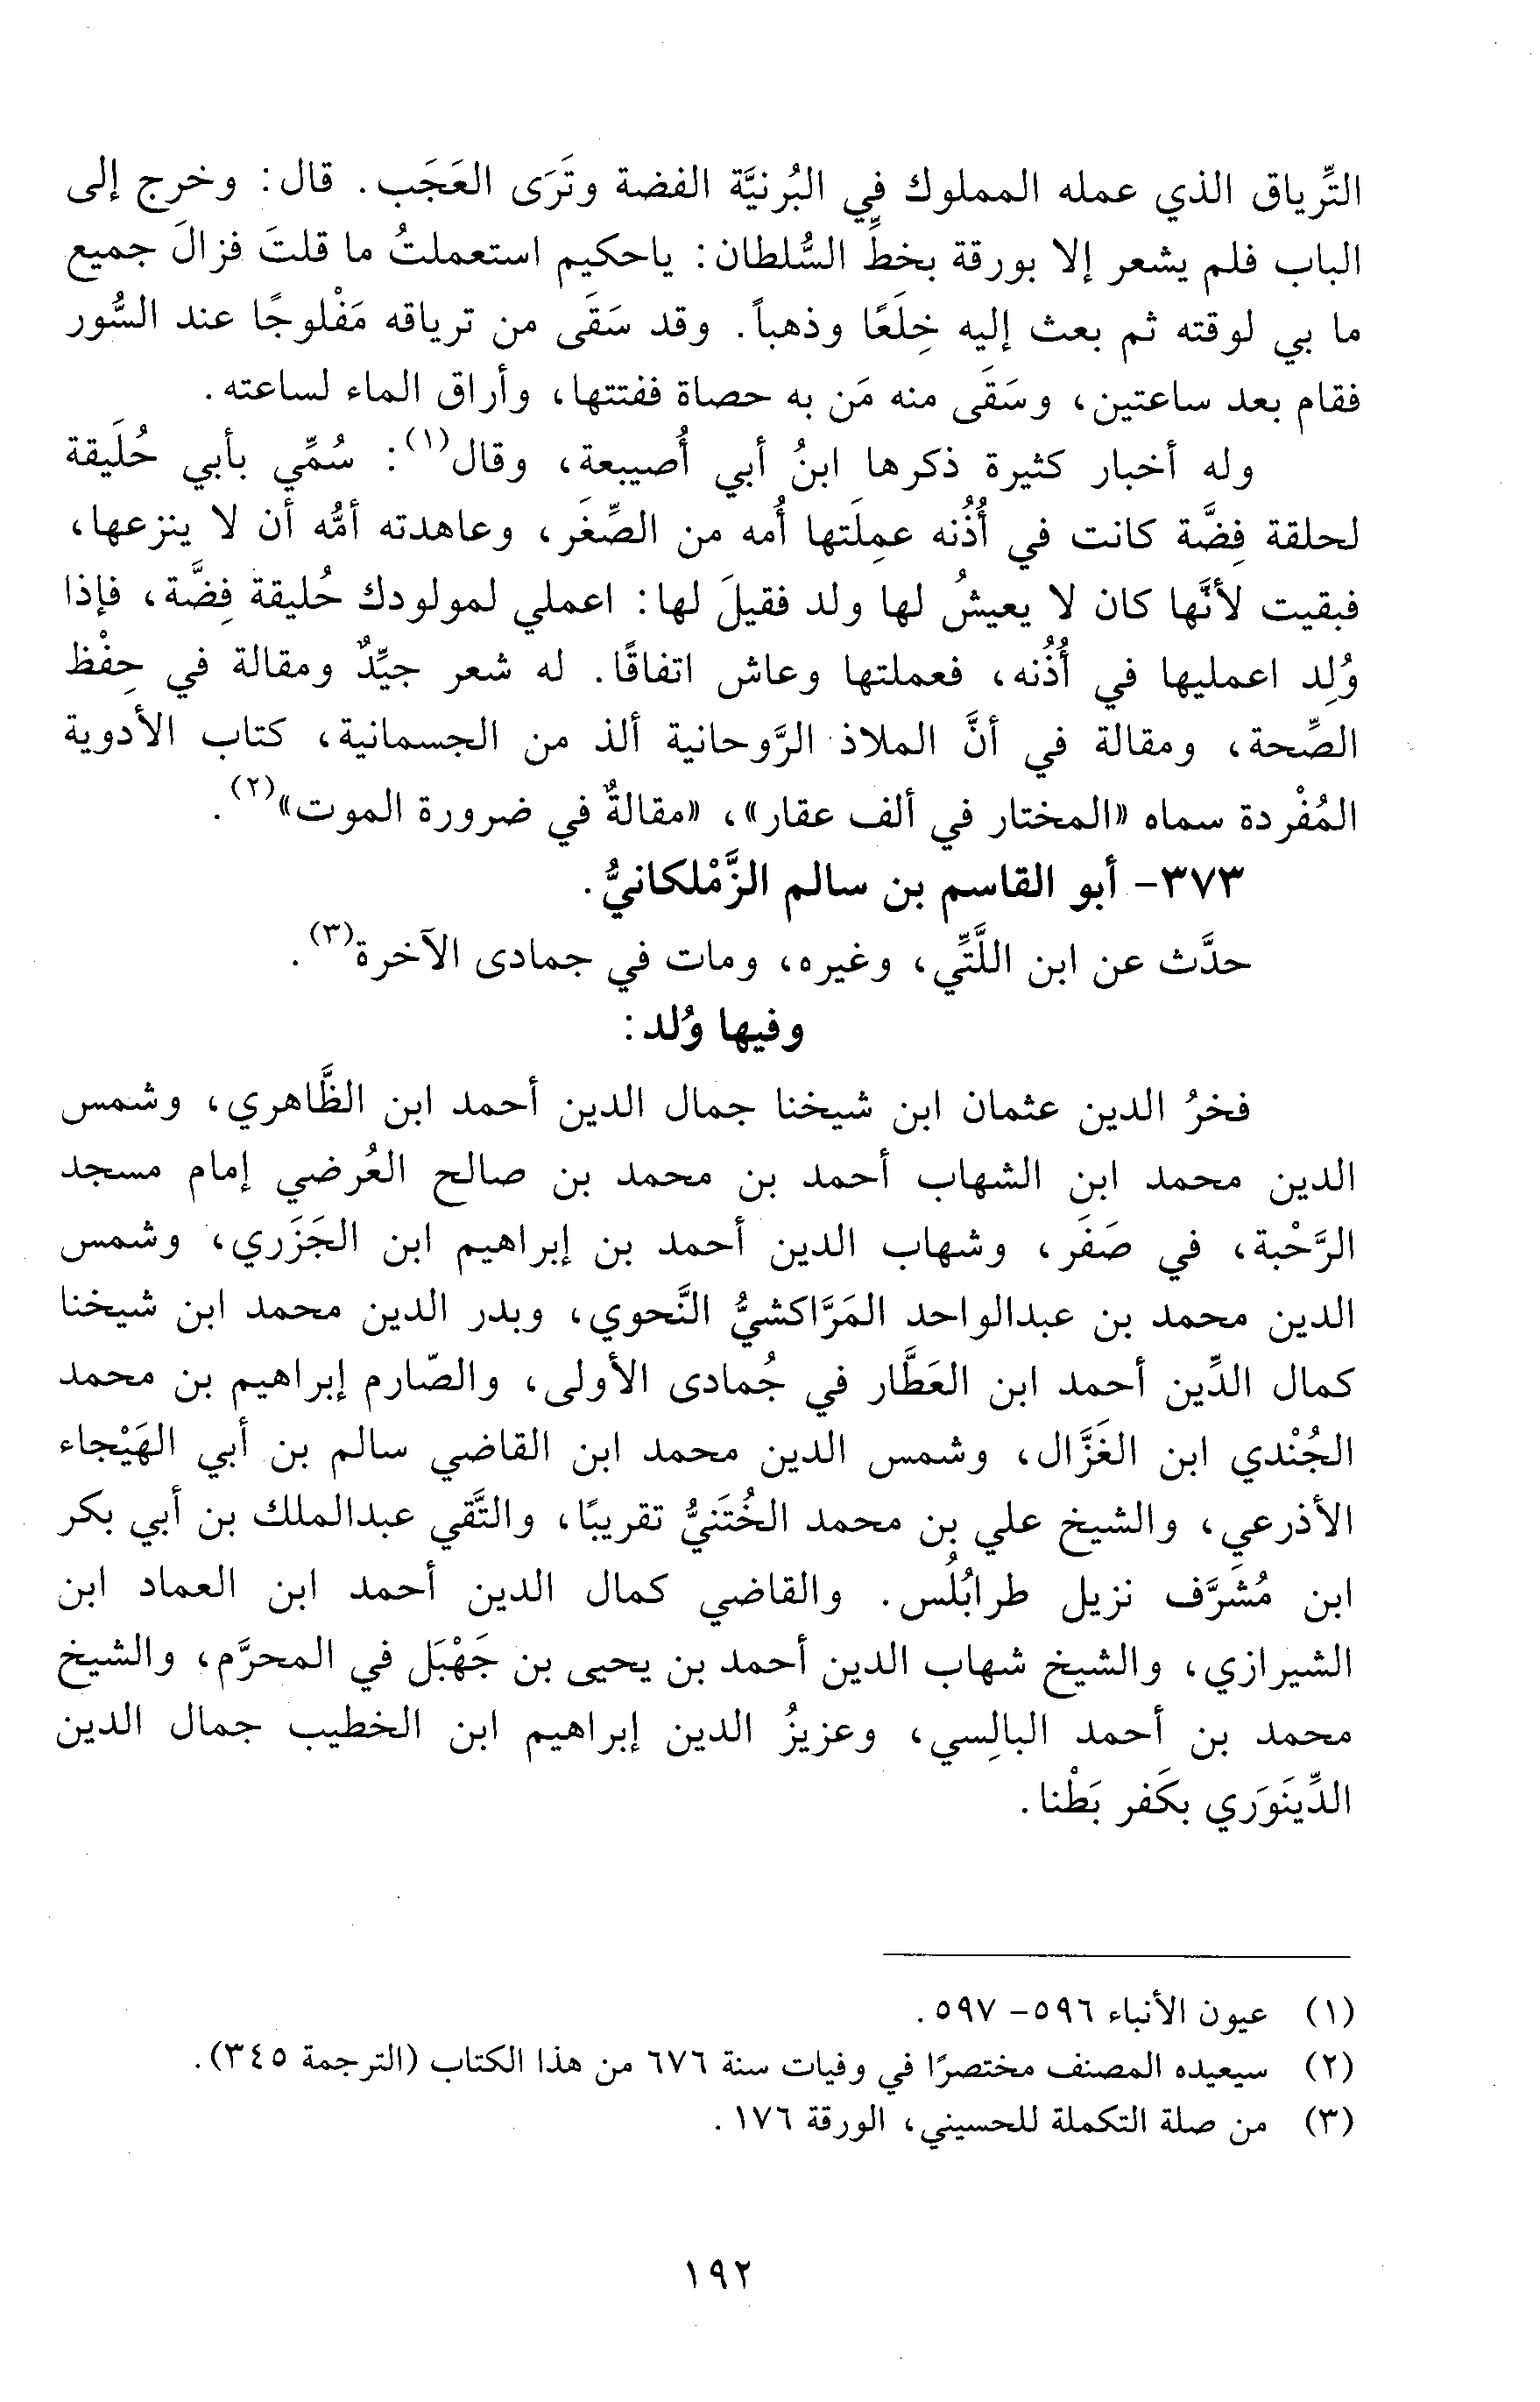 التِّرياق الذي عمله المملوك في البُرنيَّة الفضة وتَرَى العَجَب. قال: وخرج إلى
الباب فلم يشعر إلا بورقة بخطِّ السُّلطان: ياحكيم استعملتُ ما قلتَ فزالَ جميع
ما بي لوقته ثم بعث إليه خِلَعًا وذهباً. وقد سَقَى من ترياقه مَفْلوجًا عند السُّور
فقام بعد ساعتين، وسَقَى منه مَن به حصاة ففتتها، وأراق الماء لساعته.
وله أخبار كثيرة ذكرها ابنُ أبي أُصيبعة، وقال(١): سُمِّي بأبي حُلَيقة
لحلقة فِضَّة كانت في أُذُنه عمِلَتها أُمه من الصِّغَر، وعاهدته أمُّه أن لا ينزعها،
فبقيت لأنَّها كان لا يعيشُ لها ولد فقيلَ لها: اعملي لمولودك حُليقة فِضَّة، فإذا
وُلِد اعمليها في أُذُنه، فعملتها وعاش اتفاقًا. له شعر جيِّدٌ ومقالة في حِفْظ
الصِّحة، ومقالة في أنَّ الملاذ الرَّوحانية ألذ من الجسمانية، كتاب الأدوية
المُفْردة سماه «المختار في ألف عقار»، «مقالةٌ في ضرورة الموت»(٢).
٣٧٣- أبو القاسم بن سالم الزَّمْلكانيُّ.
حدَّث عن ابن اللَّتِّي، وغيره، ومات في جمادى الآخرة(٣).
وفيها وُلد:
فخرُ الدين عثمان ابن شيخنا جمال الدين أحمد ابن الظَّاهري، وشمس
الدين محمد ابن الشهاب أحمد بن محمد بن صالح العُرضي إمام مسجد
الرَّحْبة، في صَفَر، وشهاب الدين أحمد بن إبراهيم ابن الجَزَري، وشمس
الدين محمد بن عبدالواحد المَرَّاكشيُّ النَّحوي، وبدر الدين محمد ابن شيخنا
كمال الدِّين أحمد ابن العَطَّار في جُمادى الأولى، والصّارم إبراهيم بن محمد
الجُنْدي ابن الغَزَّال، وشمس الدين محمد ابن القاضي سالم بن أبي الهَيْجاء
الأذرعي، والشيخ علي بن محمد الخُتَنيُّ تقريبًا، والتَّقي عبدالملك بن أبي بكر
ابن مُشَرَّف نزيل طرابُلُس. والقاضي كمال الدين أحمد ابن العماد ابن
الشيرازي، والشيخ شهاب الدين أحمد بن يحيى بن جَهْبَل في المحرَّم، والشيخ
محمد بن أحمد البالِسي، وعزيزُ الدين إبراهيم ابن الخطيب جمال الدين
الدِّينَوَري بكَفر بَطْنا.
(١) عيون الأنباء ٥٩٦- ٥٩٧.
(٢) سيعيده المصنف مختصرًا في وفيات سنة ٦٧٦ من هذا الكتاب (الترجمة ٣٤٥).
(٣) من صلة التكملة للحسيني، الورقة ١٧٦.
١٩٢